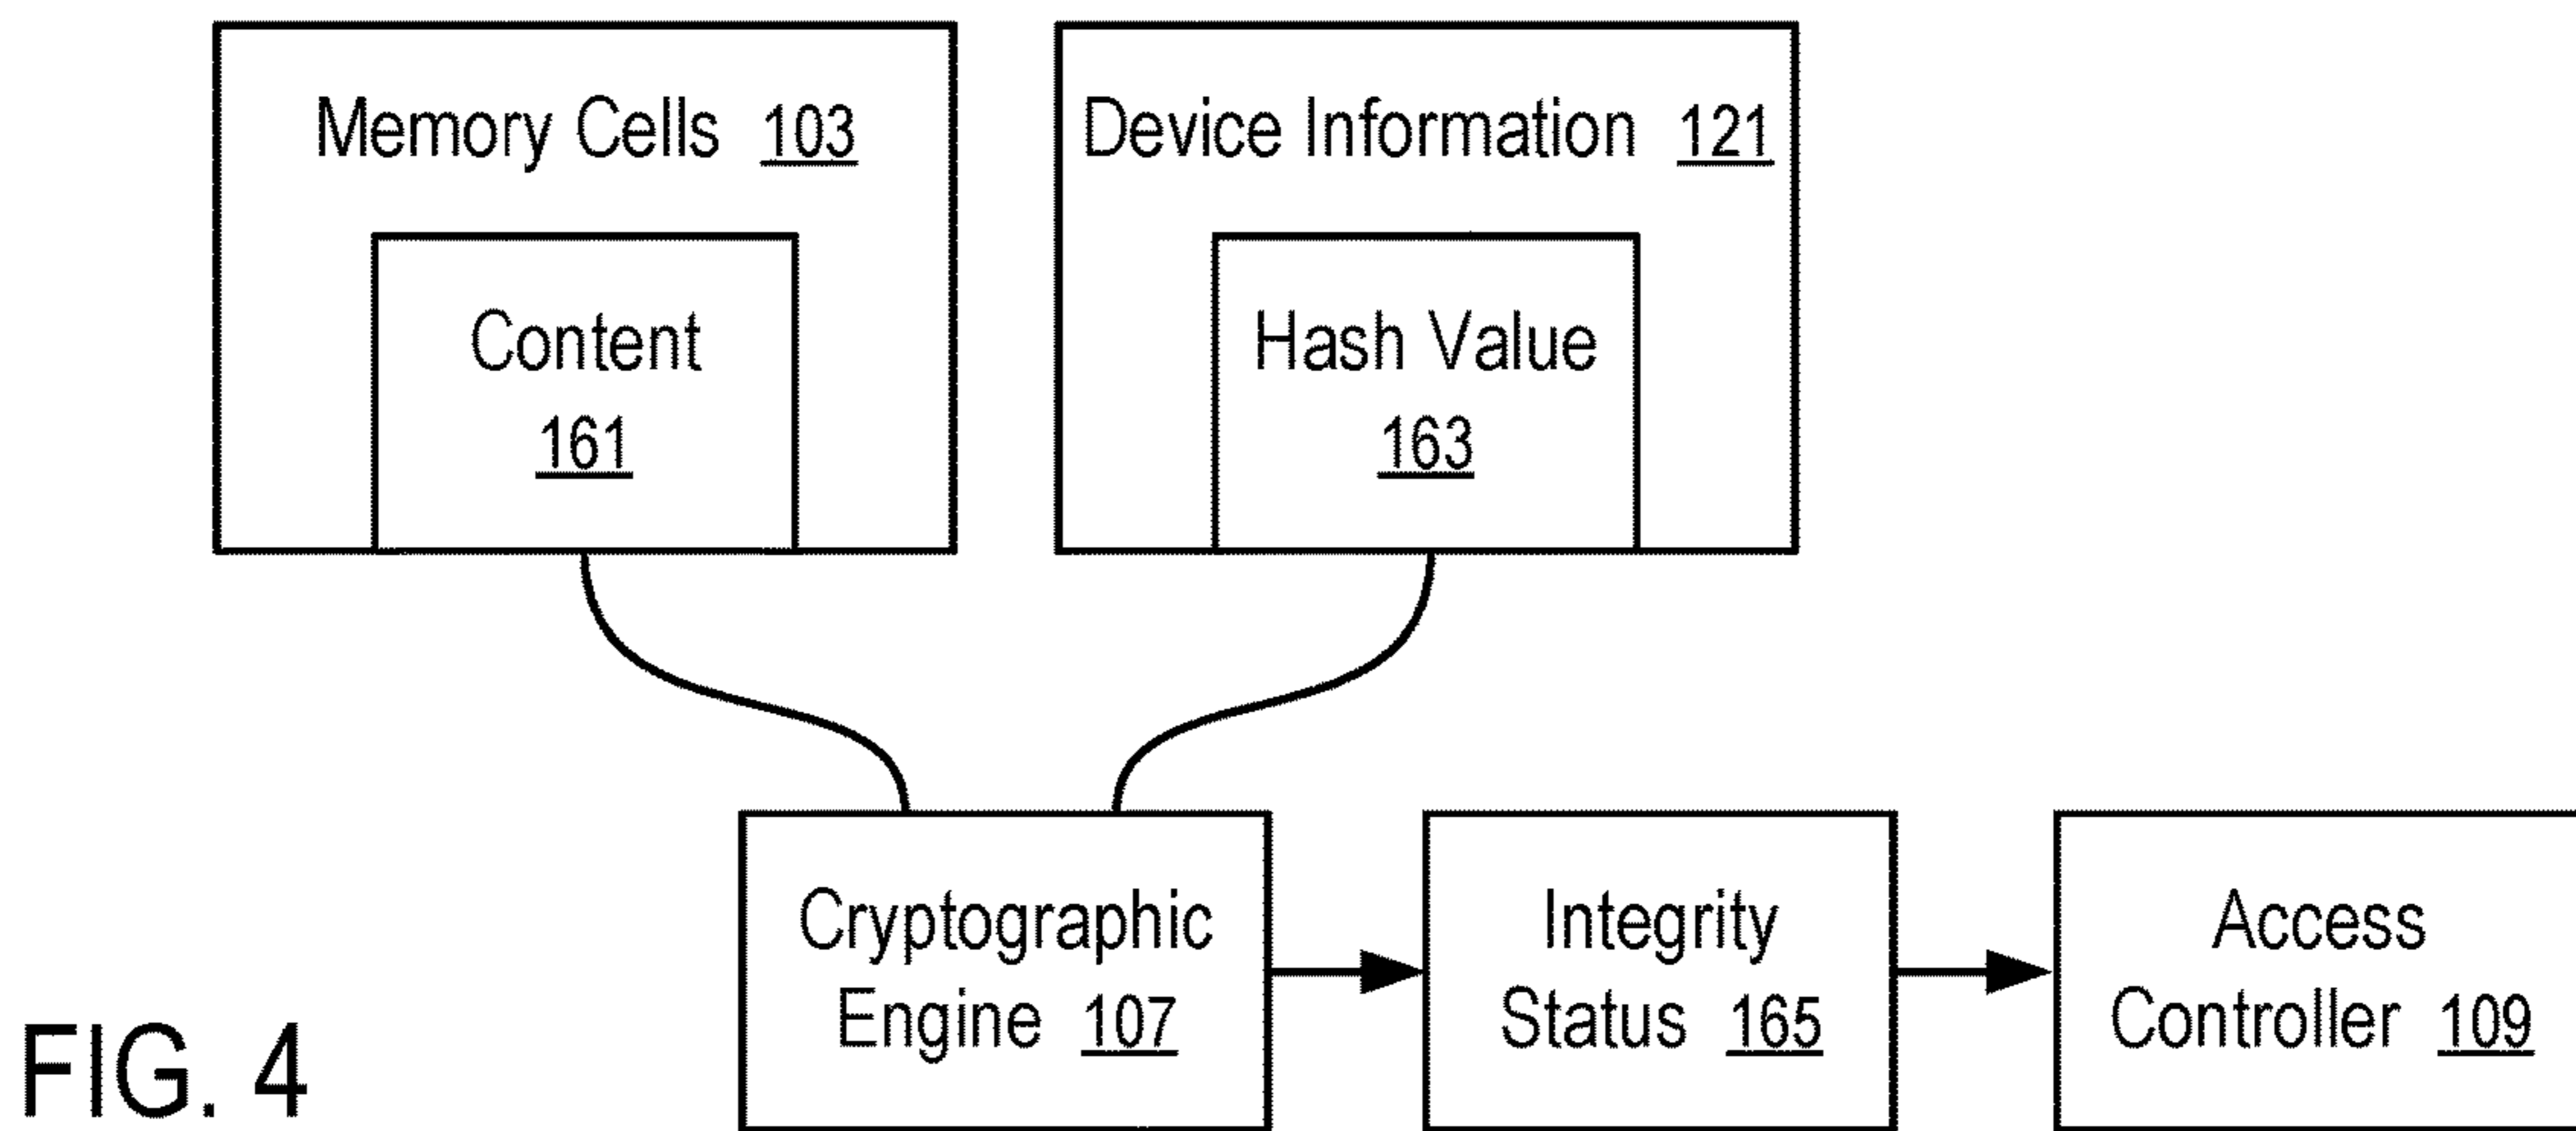 Memory Cells 103
Content
161
Device Information 121
Hash Value
163
Cryptographic
Engine 107
Integrity
Status 165
Access
Controller 109
FIG. 4